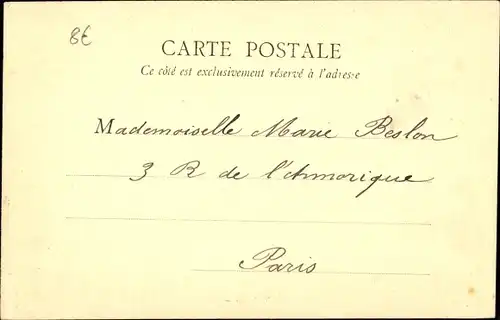 8€
CARTE POSTALE
Ce côté est exclusivement réservé à l'adresse
Mademoiselle Marie Beslon
3 R de l'Armorique
Paris